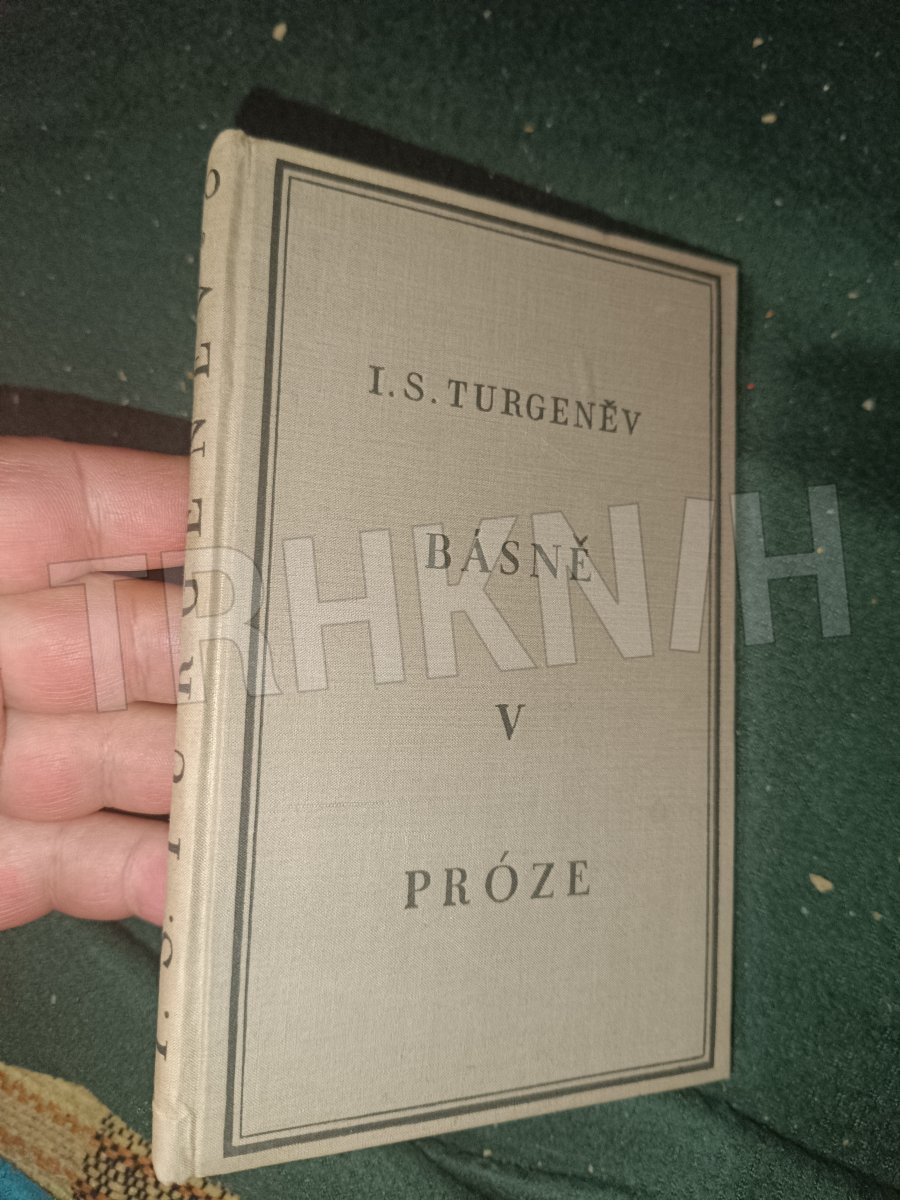 I. S. TURGENĚV
BÁSNĚ
V
PRÓZE
I. S. TURGENĚV
TRHKNIH